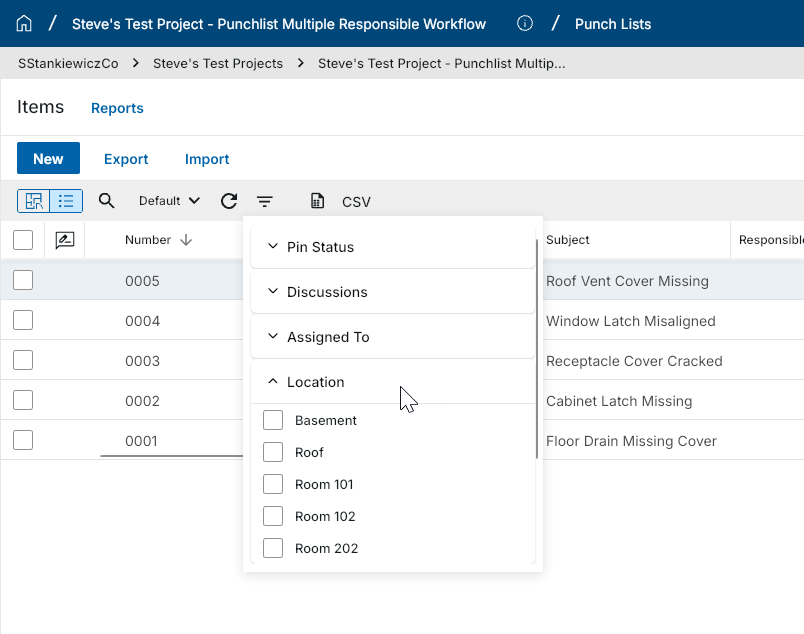 / Steve's Test Project - Punchlist Multiple Responsible Workflow / Punch Lists
SStankiewiczCo > Steve's Test Projects > Steve's Test Project - Punchlist Multip...
Items Reports
New Export Import
Default CSV
Number Subject Responsible
Pin Status
0005 Roof Vent Cover Missing
Discussions
0004 Window Latch Misaligned
Assigned To
0003 Receptacle Cover Cracked
Location
0002 Cabinet Latch Missing
Basement
0001 Floor Drain Missing Cover
Roof
Room 101
Room 102
Room 202